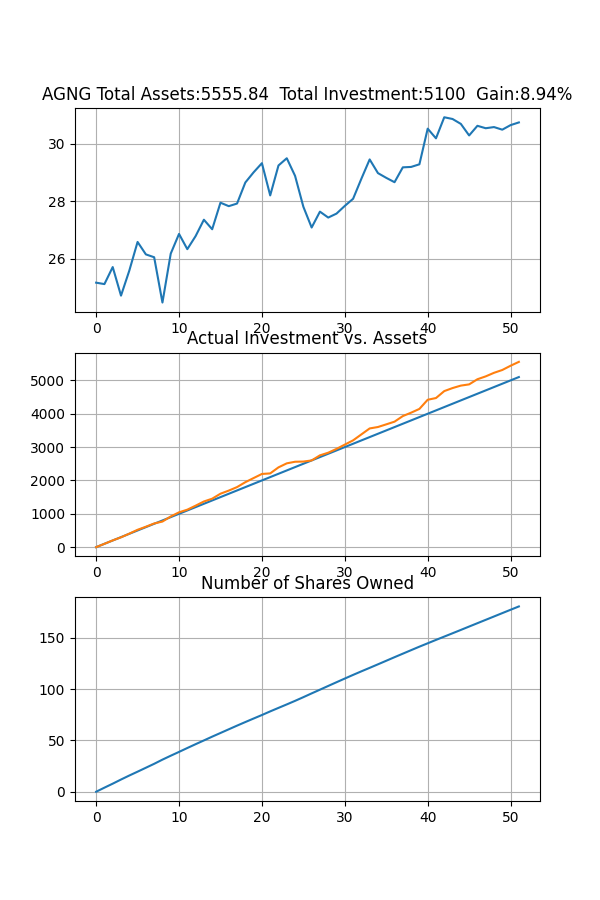 AGNG Total Assets:5555.84  Total Investment:5100  Gain:8.94%
30
28
26
0 10 20 30 40 50
Actual Investment vs. Assets
5000
4000
3000
2000
1000
0
0 10 20 30 40 50
Number of Shares Owned
150
100
50
0
0 10 20 30 40 50